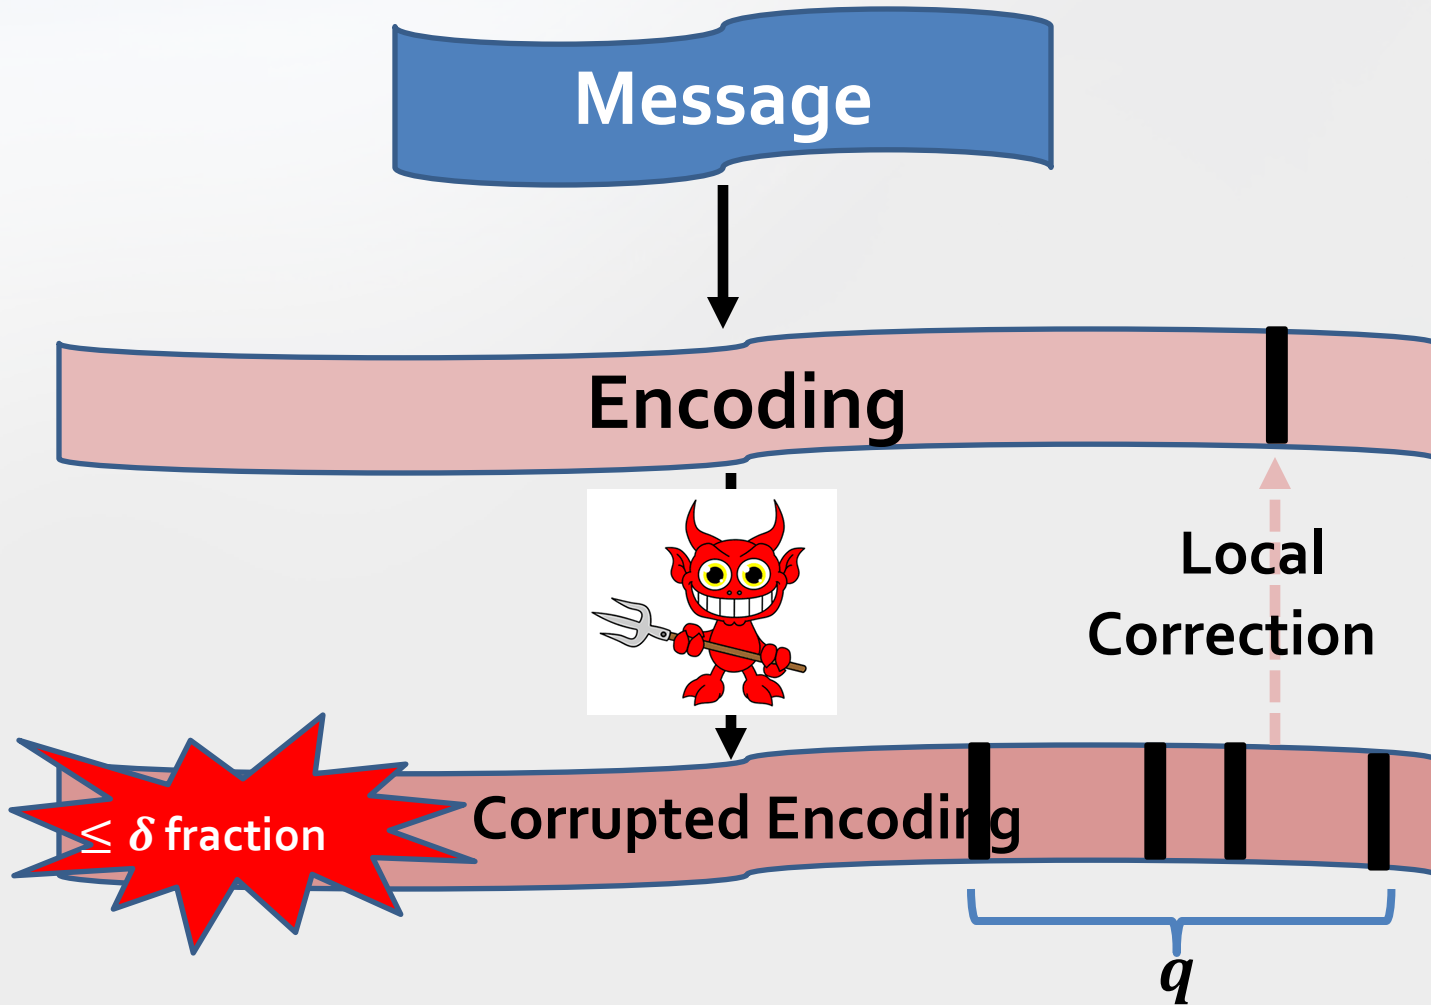 Message
Encoding
Local
Correction
≤ δ fraction
Corrupted Encoding
q